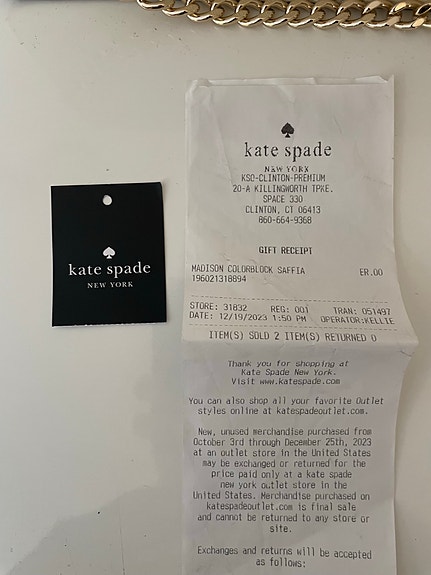 kate spade
NEW YORK
kate spade
NEW YORK
KSO-CLINTON-PREMIUM
20-A KILLINGWORTH TPKE.
SPACE 330
CLINTON, CT 06413
860-664-9368
GIFT RECEIPT
MADISON COLORBLOCK SAFFIA ER.00
196021318894
STORE: 31832 REG: 001 TRAN: 051497
DATE: 12/19/2023 1:50 PM OPERATOR:KELLIE
ITEM(S) SOLD 2 ITEM(S) RETURNED 0
Thank you for shopping at
Kate Spade New York.
Visit www.katespade.com
You can also shop all your favorite Outlet
styles online at katespadeoutlet.com.
New, unused merchandise purchased from
October 3rd through December 25th, 2023
at an outlet store in the United States
may be exchanged or returned for the
price paid only at a kate spade
new york outlet store in the
United States. Merchandise purchased on
katespadeoutlet.com is final sale
and cannot be returned to any store or
site.
Exchanges and returns will be accepted
as follows: